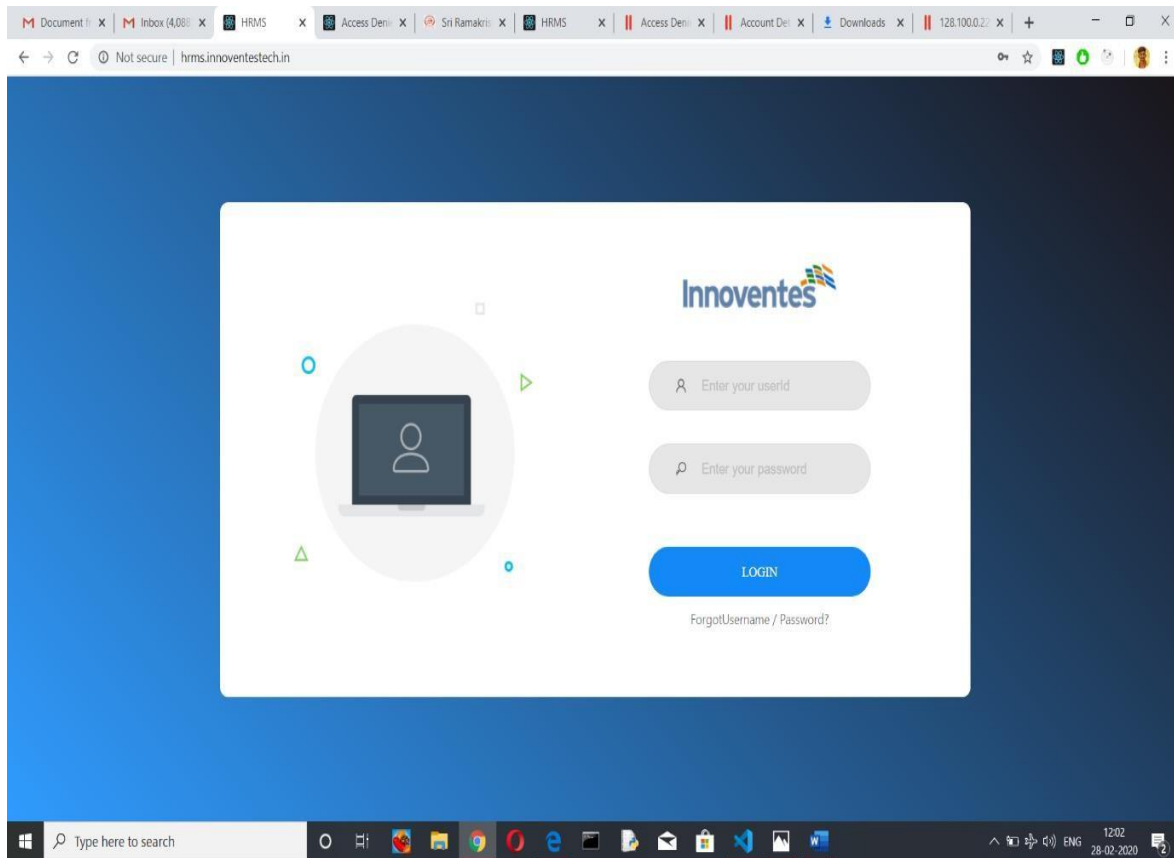 Document fr
Inbox (4,088
HRMS
Access Deni
Sri Ramakris
HRMS
Access Deni
Account Det
Downloads
128.100.0.22
Not secure | hrms.innoventestech.in
Innoventes
Enter your userId
Enter your password
LOGIN
ForgotUsername / Password?
Type here to search
ENG
12:02
28-02-2020
2